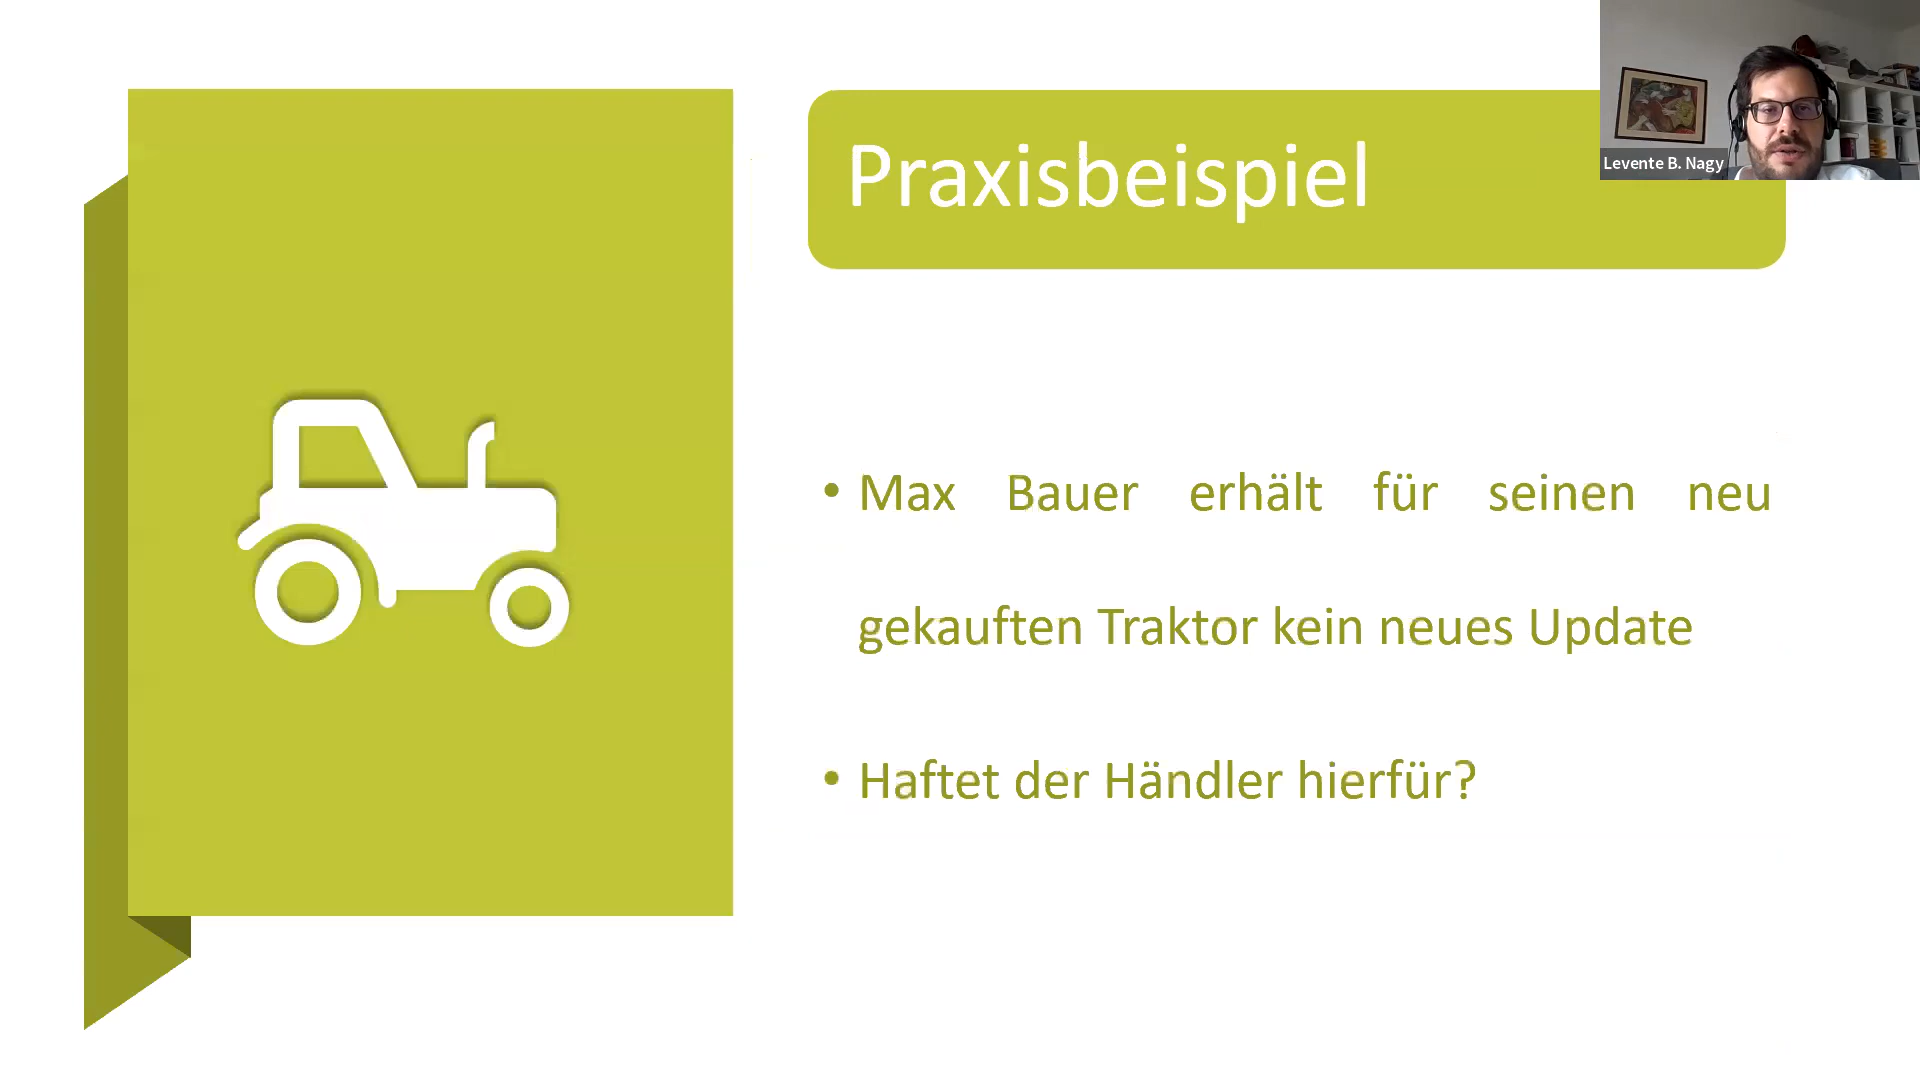 Praxisbeispiel
Levente B. Nagy
• Max Bauer erhält für seinen neu
gekauften Traktor kein neues Update
• Haftet der Händler hierfür?